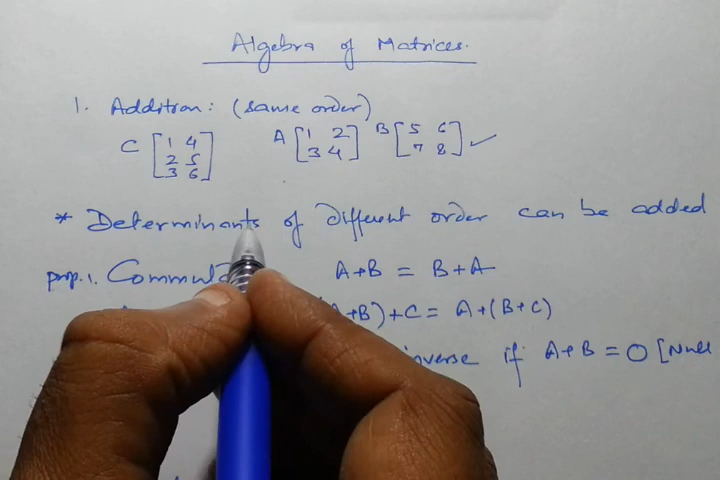 Algebra of Matrices.
1. Addition: (same order)
C [1 4 2 5 3 6] A [1 2 3 4] B [5 6 7 8] ✓
* Determinants of different order can be added
prop. 1. A+B = B+A
+B)+C = A+(B+C)
inverse if A+B = O [Null